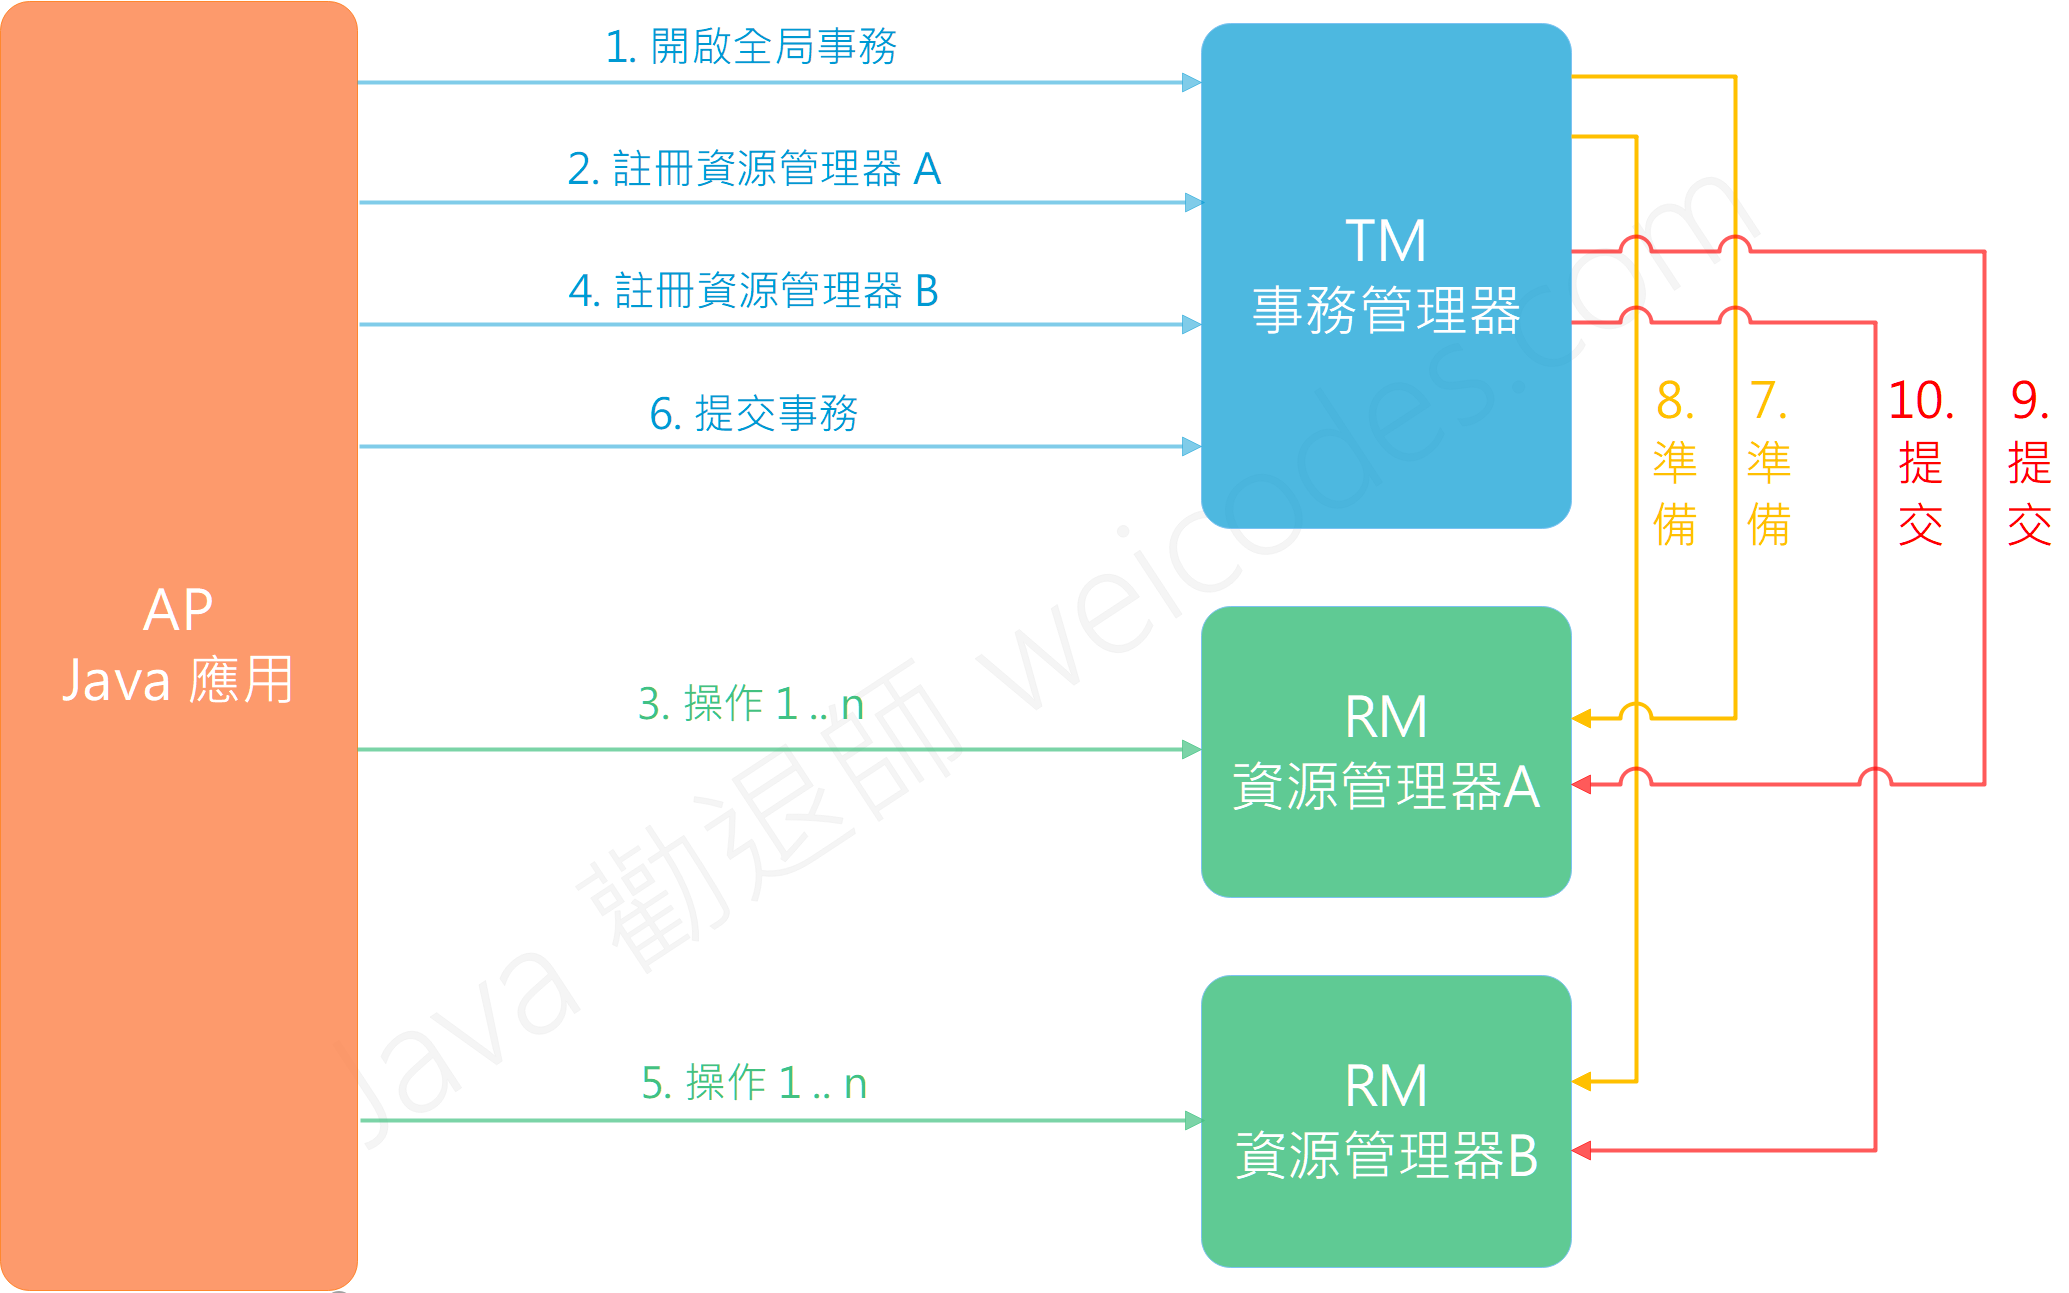 1. 開啟全局事務
2. 註冊資源管理器 A
4. 註冊資源管理器 B
6. 提交事務
TM
事務管理器
8.
準
備
7.
準
備
10.
提
交
9.
提
交
AP
Java 應用
3. 操作 1 .. n
RM
資源管理器A
5. 操作 1 .. n
RM
資源管理器B
Java 勸退師 weicodes.com